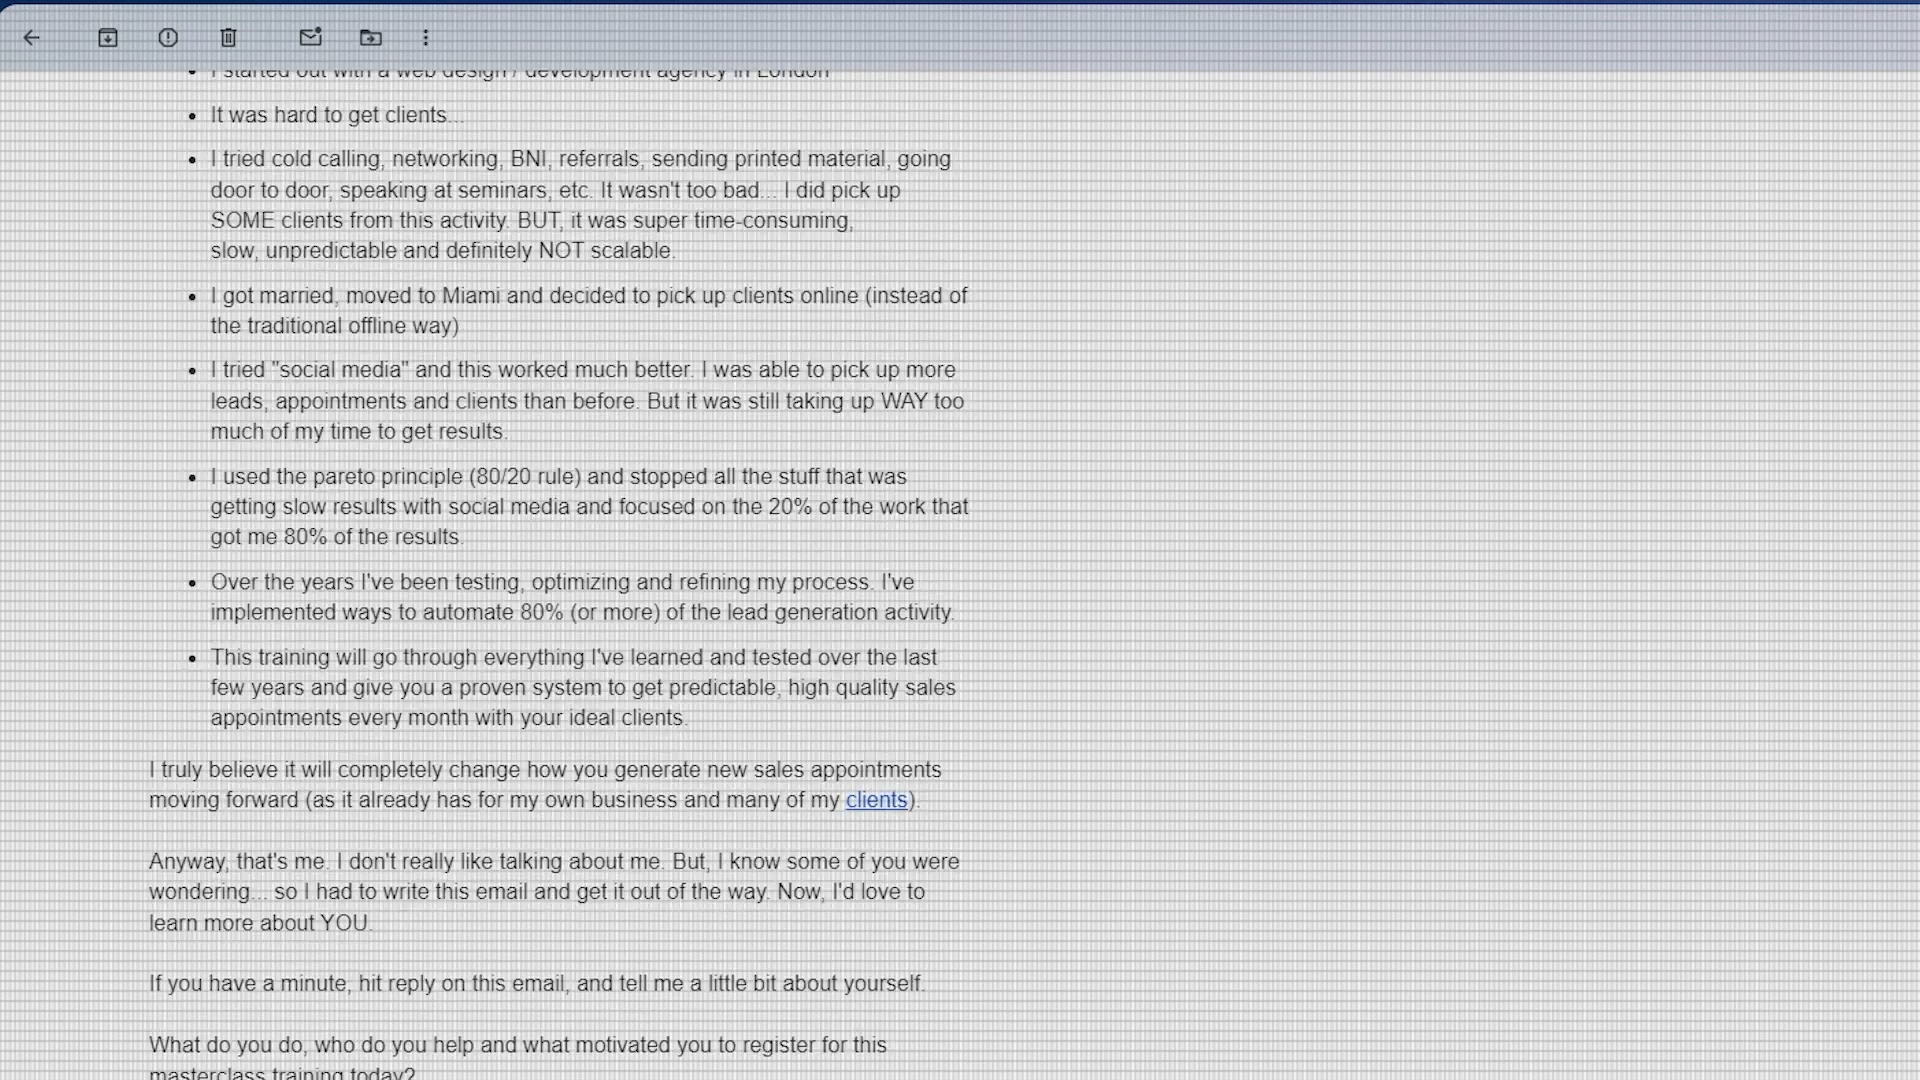 I started out with a web design / development agency in London
It was hard to get clients...
I tried cold calling, networking, BNI, referrals, sending printed material, going
door to door, speaking at seminars, etc. It wasn't too bad... I did pick up
SOME clients from this activity. BUT, it was super time-consuming,
slow, unpredictable and definitely NOT scalable.
I got married, moved to Miami and decided to pick up clients online (instead of
the traditional offline way)
I tried "social media" and this worked much better. I was able to pick up more
leads, appointments and clients than before. But it was still taking up WAY too
much of my time to get results.
I used the pareto principle (80/20 rule) and stopped all the stuff that was
getting slow results with social media and focused on the 20% of the work that
got me 80% of the results.
Over the years I've been testing, optimizing and refining my process. I've
implemented ways to automate 80% (or more) of the lead generation activity.
This training will go through everything I've learned and tested over the last
few years and give you a proven system to get predictable, high quality sales
appointments every month with your ideal clients.
I truly believe it will completely change how you generate new sales appointments
moving forward (as it already has for my own business and many of my clients).
Anyway, that's me. I don't really like talking about me. But, I know some of you were
wondering... so I had to write this email and get it out of the way. Now, I'd love to
learn more about YOU.
If you have a minute, hit reply on this email, and tell me a little bit about yourself.
What do you do, who do you help and what motivated you to register for this
masterclass training today?